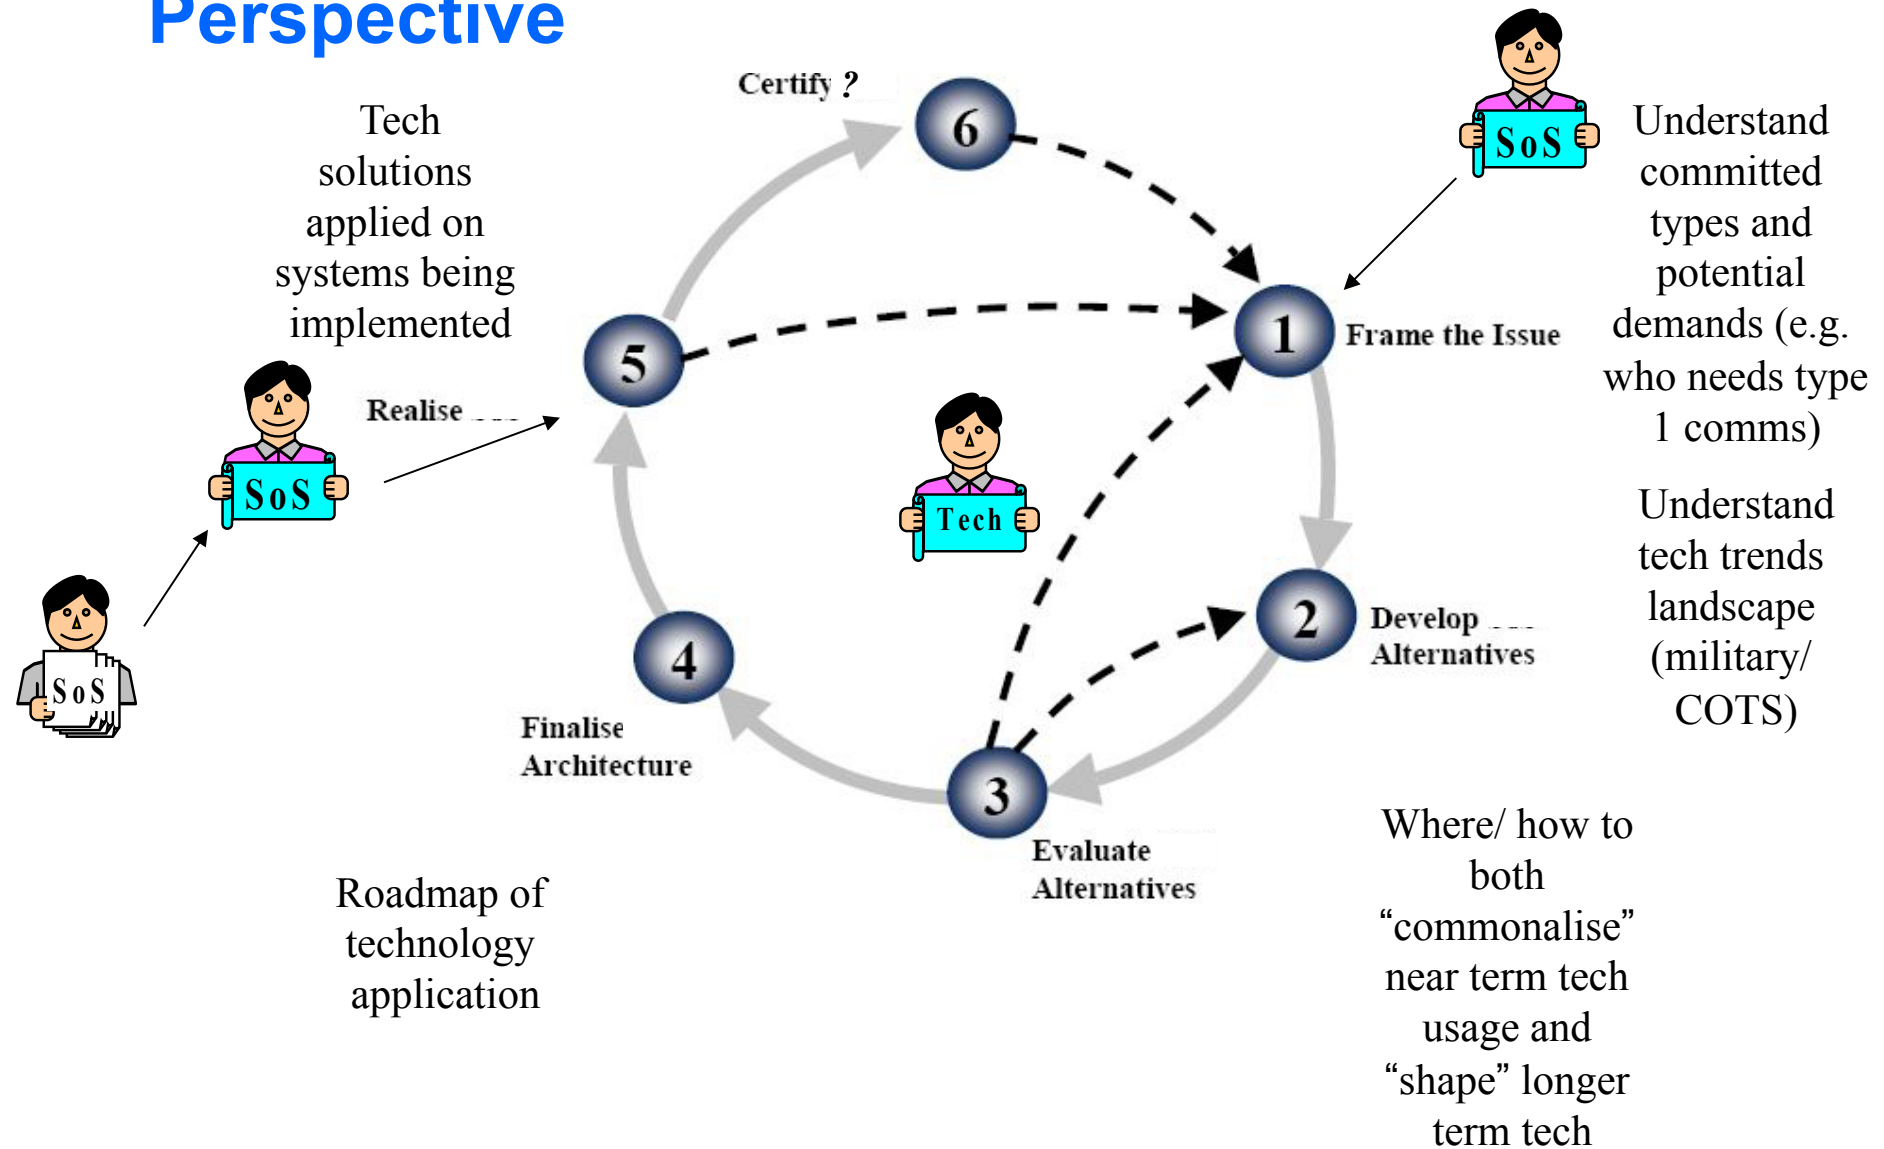 Perspective
Certify ?
6
SoS
Tech
solutions
applied on
systems being
implemented
Understand
committed
types and
potential
demands (e.g.
who needs type
1 comms)
1
Frame the Issue
5
Realise
SoS
Tech
Understand
tech trends
landscape
(military/
COTS)
2
Develop
Alternatives
4
SoS
Finalise
Architecture
3
Evaluate
Alternatives
Where/ how to
both
“commonalise”
near term tech
usage and
“shape” longer
term tech
Roadmap of
technology
application